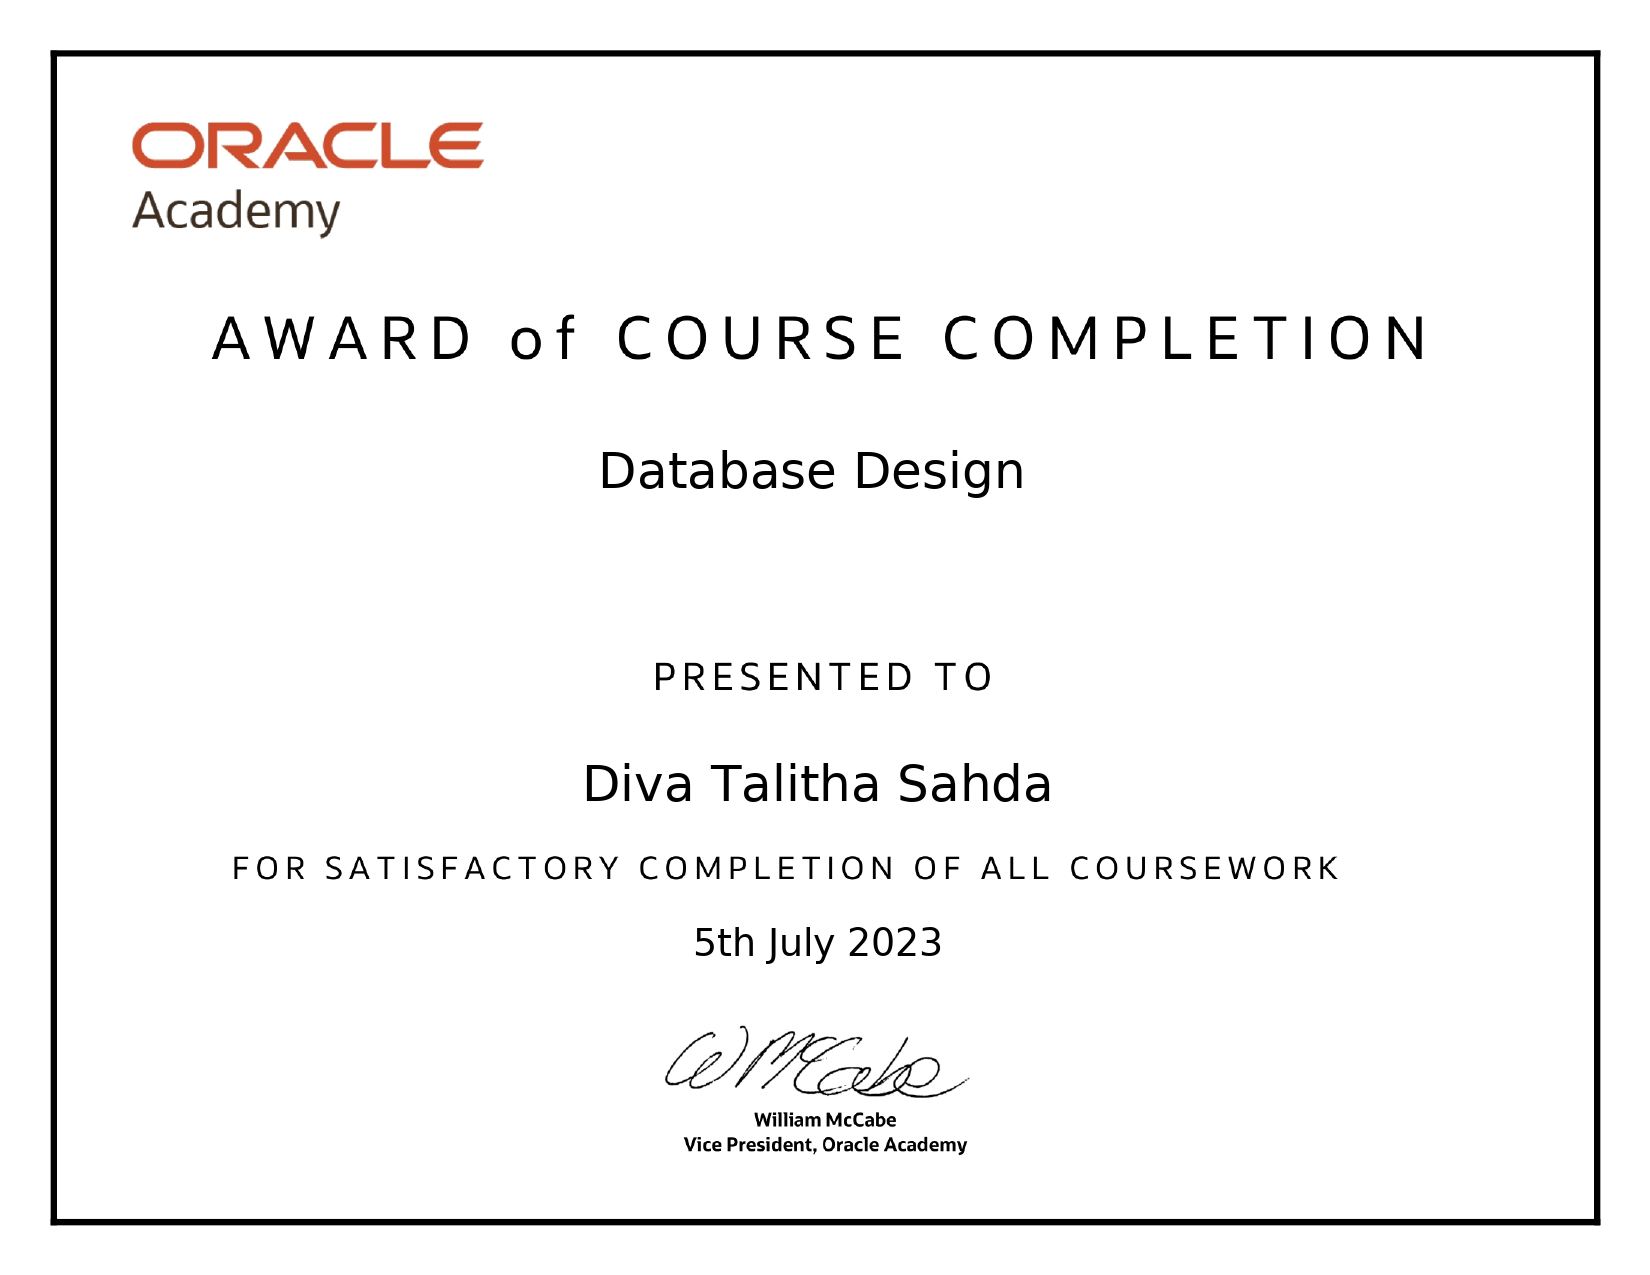 ORACLE
Academy
AWARD of COURSE COMPLETION
Database Design
PRESENTED TO
Diva Talitha Sahda
FOR SATISFACTORY COMPLETION OF ALL COURSEWORK
5th July 2023
WMcCabe
William McCabe
Vice President, Oracle Academy